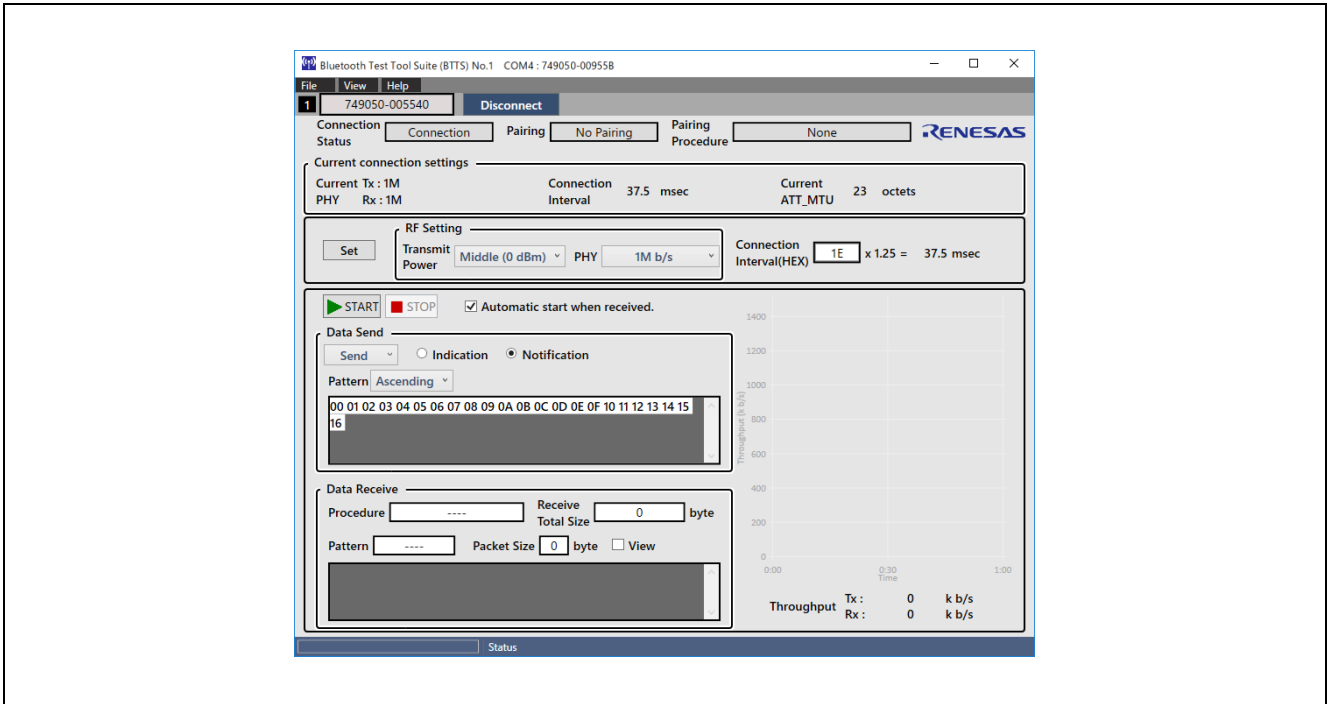 Bluetooth Test Tool Suite (BTTS) No.1 COM4 : 749050-00955B
File View Help
1 749050-005540 Disconnect
Connection Status Connection Pairing No Pairing Pairing Procedure None RENESAS
Current connection settings
Current PHY Tx : 1M Rx : 1M Connection Interval 37.5 msec Current ATT_MTU 23 octets
RF Setting
Set Transmit Power Middle (0 dBm) PHY 1M b/s Connection Interval(HEX) 1E x 1.25 = 37.5 msec
START STOP Automatic start when received.
Data Send
Send Indication Notification
Pattern Ascending
00 01 02 03 04 05 06 07 08 09 0A 0B 0C 0D 0E 0F 10 11 12 13 14 15
16
Data Receive
Procedure ---- Receive Total Size 0 byte
Pattern ---- Packet Size 0 byte View
Throughput (k b/s)
1400
1200
1000
800
600
400
200
0
0:00 0:30 1:00
Time
Throughput Tx : 0 k b/s
Rx : 0 k b/s
Status